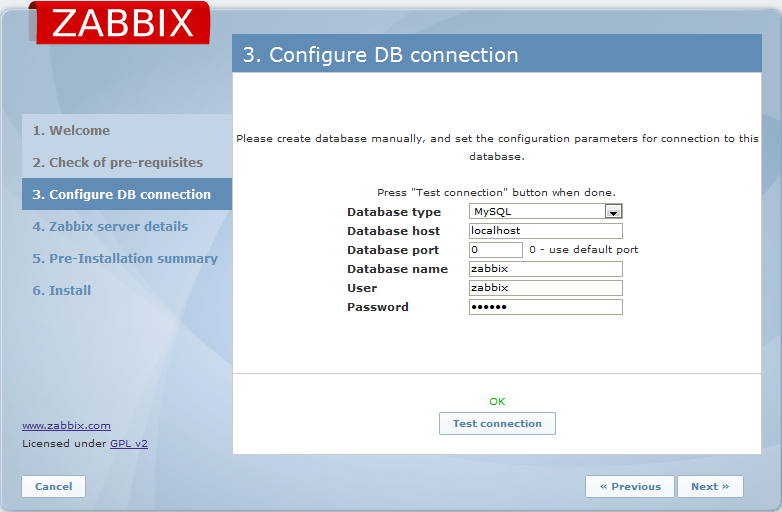 ZABBIX
3. Configure DB connection
1. Welcome
2. Check of pre-requisites
3. Configure DB connection
4. Zabbix server details
5. Pre-Installation summary
6. Install
Please create database manually, and set the configuration parameters for connection to this
database.
Press "Test connection" button when done.
Database type MySQL
Database host localhost
Database port 0 0 - use default port
Database name zabbix
User zabbix
Password ••••••
OK
Test connection
www.zabbix.com
Licensed under GPL v2
Cancel
« Previous
Next »